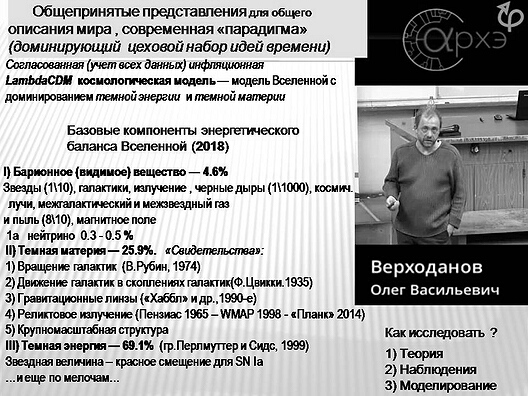 Общепринятые представления для общего
описания мира , современная «парадигма»
(доминирующий цеховой набор идей времени)
Согласованная (учет всех данных) инфляционная
LambdaCDM космологическая модель — модель Вселенной с
доминированием темной энергии и темной материи
Базовые компоненты энергетического
баланса Вселенной (2018)
I) Барионное (видимое) вещество — 4.6%
Звезды (1\10), галактики, излучение , черные дыры (1\1000), космич.
лучи, межгалактический и межзвездный газ
и пыль (8\10), магнитное поле
1а нейтрино 0.3 - 0.5 %
II) Темная материя — 25.9%. «Свидетельства»:
1) Вращение галактик (В.Рубин, 1974)
2) Движение галактик в скоплениях галактик(Ф.Цвикки.1935)
3) Гравитационные линзы («Хаббл» и др.,1990-е)
4) Реликтовое излучение (Пензиас 1965 – WMAP 1998 - «Планк» 2014)
5) Крупномасштабная структура
III) Темная энергия — 69.1% (гр.Перлмуттер и Сидс, 1999)
Звездная величина – красное смещение для SN Ia
...и еще по мелочам...
αрхэ
Верходанов
Олег Васильевич
Как исследовать ?
1) Теория
2) Наблюдения
3) Моделирование